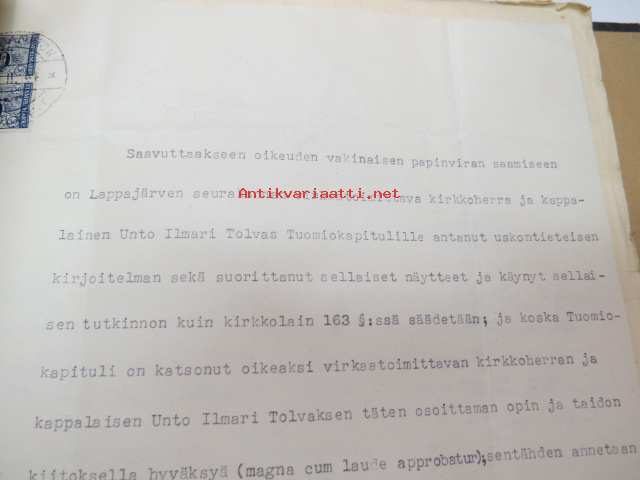 Saavuttaakseen oikeuden vakinaisen papinviran saamiseen
on Lappajärven seura Antikvariaatti.net toimittava kirkkoherra ja kappa-
lainen Unto Ilmari Tolvas Tuomiokapitulille antanut uskontieteisen
kirjoitelman sekä suorittanut sellaiset näytteet ja käynyt sellai-
sen tutkinnon kuin kirkkolain 163 §:ssä säädetään; ja koska Tuomio-
kapituli on katsonut oikeaksi virkaatoimittavan kirkkoherran ja
kappalaisen Unto Ilmari Tolvaksen täten osoittaman opin ja taidon
kiitoksella hyväksyä (magna cum laude approbatur);sentähden annetaan